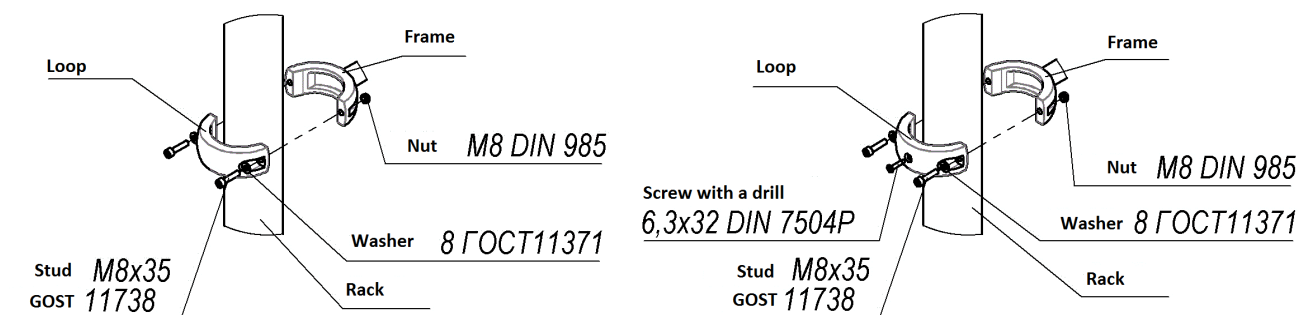 Frame
Loop
Nut M8 DIN 985
Washer 8 ГОСТ11371
Stud M8x35
GOST 11738
Rack
Frame
Loop
Nut M8 DIN 985
Screw with a drill
6,3x32 DIN 7504P
Washer 8 ГОСТ11371
Stud M8x35
GOST 11738
Rack